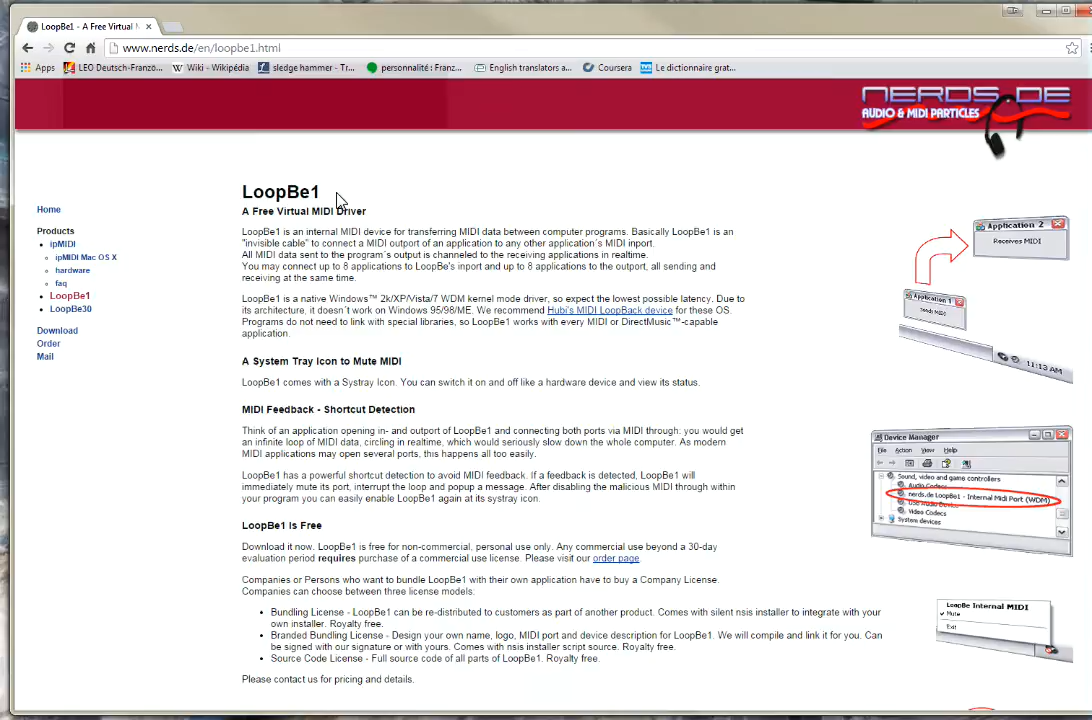 LoopBe1 - A Free Virtual M
www.nerds.de/en/loopbe1.html
Apps LEO Deutsch-Franzö... Wiki - Wikipédia sledge hammer - Tr... personnalité : Franz... English translators a... Coursera Le dictionnaire grat...
NERDS.DE
AUDIO & MIDI PARTICLES
Home
Products
ipMIDI
ipMIDI Mac OS X
hardware
faq
LoopBe1
LoopBe30
Download
Order
Mail
LoopBe1
A Free Virtual MIDI Driver
LoopBe1 is an internal MIDI device for transferring MIDI data between computer programs. Basically LoopBe1 is an
"invisible cable" to connect a MIDI outport of an application to any other application´s MIDI inport.
All MIDI data sent to the program´s output is channeled to the receiving applications in realtime.
You may connect up to 8 applications to LoopBe's inport and up to 8 applications to the outport, all sending and
receiving at the same time.
LoopBe1 is a native Windows™ 2k/XP/Vista/7 WDM kernel mode driver, so expect the lowest possible latency. Due to
its architecture, it doesn´t work on Windows 95/98/ME. We recommend Hubi's MIDI LoopBack device for these OS.
Programs do not need to link with special libraries, so LoopBe1 works with every MIDI or DirectMusic™-capable
application.
A System Tray Icon to Mute MIDI
LoopBe1 comes with a Systray Icon. You can switch it on and off like a hardware device and view its status.
MIDI Feedback - Shortcut Detection
Think of an application opening in- and outport of LoopBe1 and connecting both ports via MIDI through: you would get
an infinite loop of MIDI data, circling in realtime, which would seriously slow down the whole computer. As modern
MIDI applications may open several ports, this happens all too easily.
LoopBe1 has a powerful shortcut detection to avoid MIDI feedback. If a feedback is detected, LoopBe1 will
immediately mute its port, interrupt the loop and popup a message. After disabling the malicious MIDI through within
your program you can easily enable LoopBe1 again at its systray icon.
LoopBe1 is Free
Download it now. LoopBe1 is free for non-commercial, personal use only. Any commercial use beyond a 30-day
evaluation period requires purchase of a commercial use license. Please visit our order page.
Companies or Persons who want to bundle LoopBe1 with their own application have to buy a Company License.
Companies can choose between three license models.
Bundling License - LoopBe1 can be re-distributed to customers as part of another product. Comes with silent nsis installer to integrate with your
own installer. Royalty free.
Branded Bundling License - Design your own name, logo, MIDI port and device description for LoopBe1. We will compile and link it for you. Can
be signed with our signature or with yours. Comes with nsis installer script source. Royalty free.
Source Code License - Full source code of all parts of LoopBe1. Royalty free.
Please contact us for pricing and details.
Application 2
Receives MIDI
Application 1
Sends MIDI
11:13 AM
Device Manager
File Action View Help
Sound, video and game controllers
Audio Codecs
nerds.de LoopBe1 - Internal Midi Port (WDM)
USB Audio Device
Video Codecs
System devices
LoopBe Internal MIDI
Mute
Exit